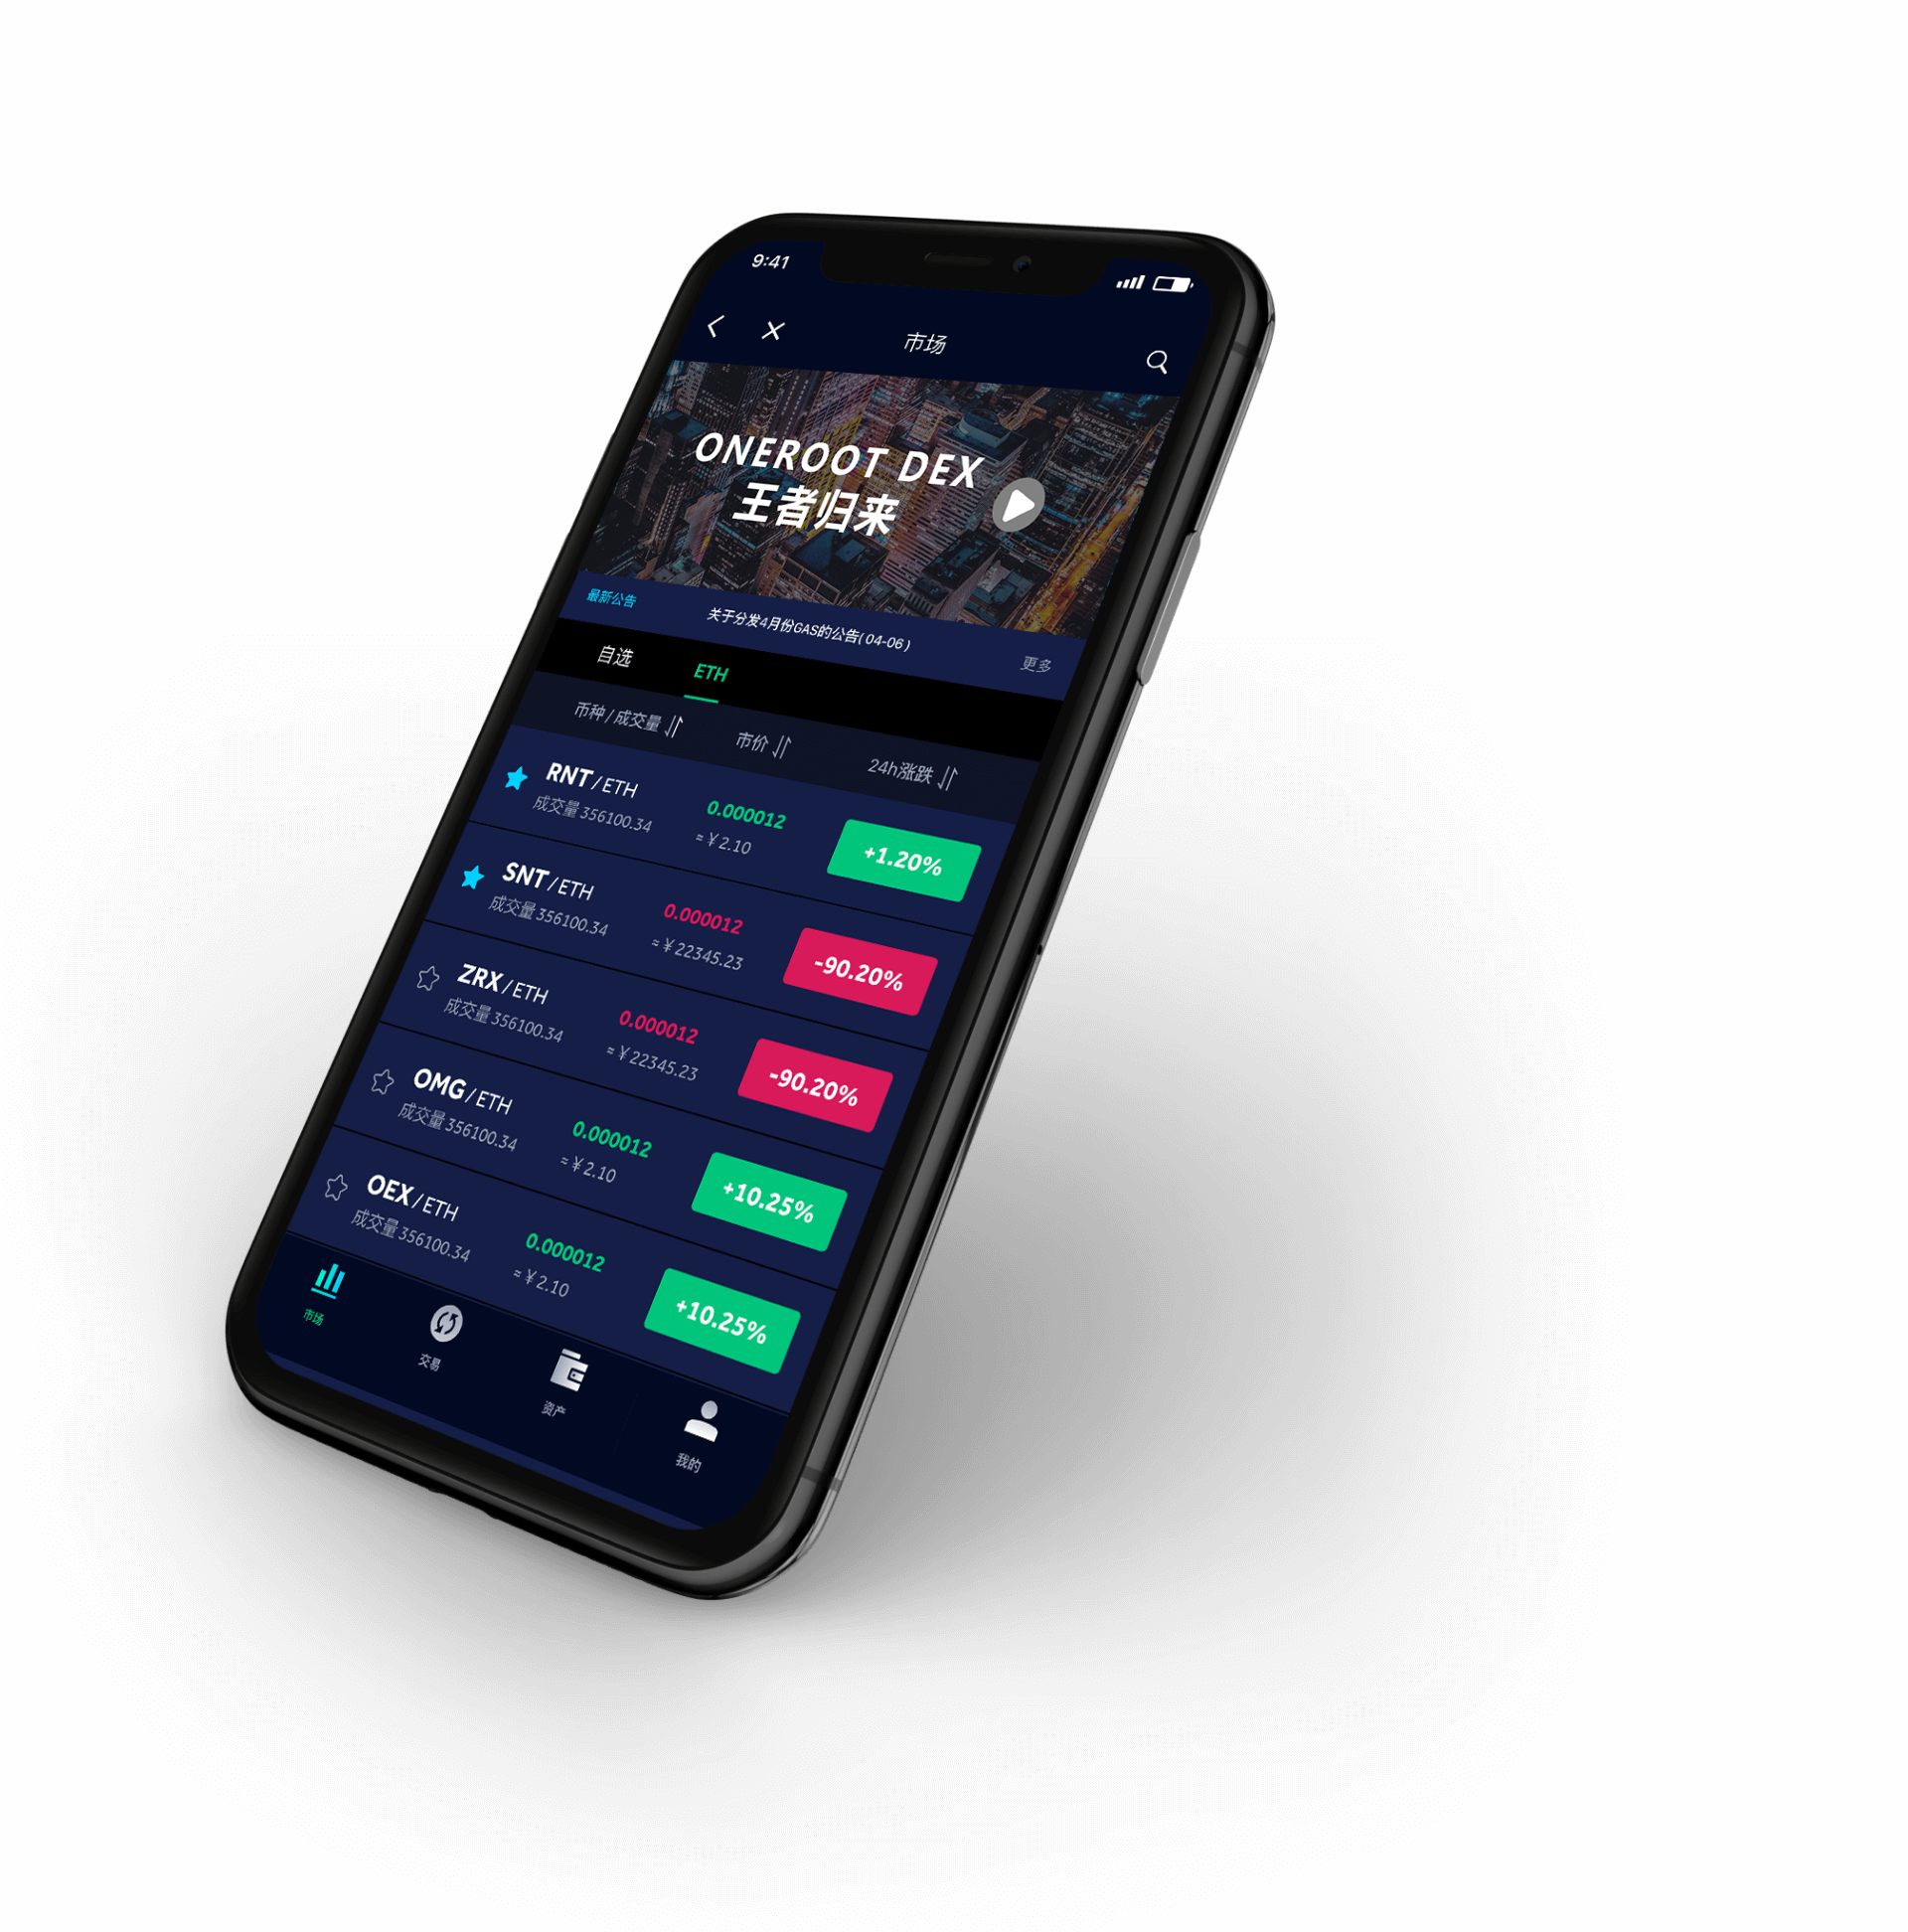 9:41
市场
ONEROOT DEX
王者归来
最新公告 关于分发4月份GAS的公告(04-06) 更多
自选 ETH
币种/成交量 市价 24h涨跌
RNT/ETH 0.000012 +1.20%
成交量 356100.34 ≈¥2.10
SNT/ETH 0.000012 -90.20%
成交量 356100.34 ≈¥22345.23
ZRX/ETH 0.000012 -90.20%
成交量 356100.34 ≈¥22345.23
OMG/ETH 0.000012 +10.25%
成交量 356100.34 ≈¥2.10
OEX/ETH 0.000012 +10.25%
成交量 356100.34 ≈¥2.10
市场 交易 资产 我的